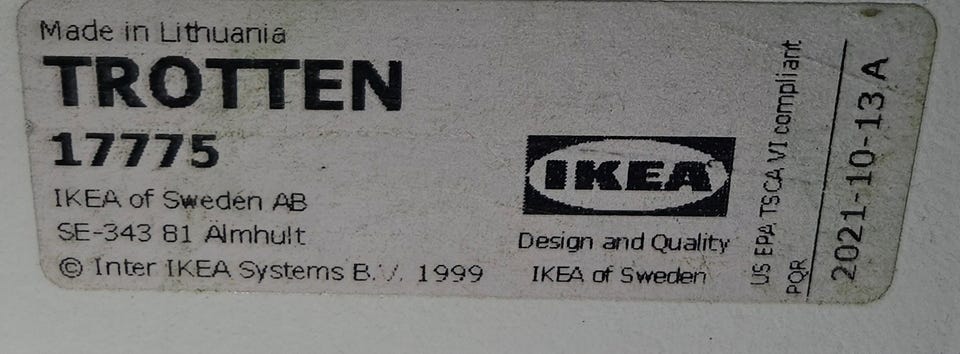 Made in Lithuania
TROTTEN
17775
IKEA of Sweden AB
SE-343 81 Älmhult
© Inter IKEA Systems B.V. 1999
IKEA
Design and Quality
IKEA of Sweden
US EPA TSCA VI compliant
PQR
2021-10-13 A